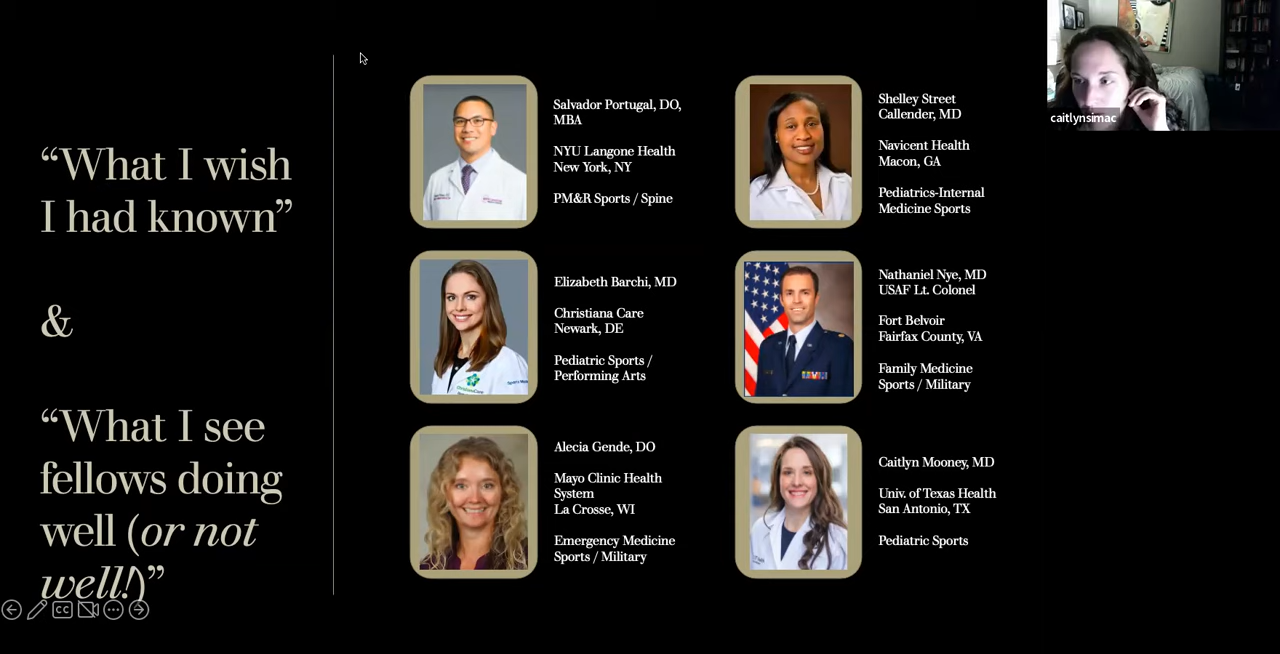 “What I wish
I had known”
&
“What I see
fellows doing
well (or not
well!)”
Salvador Portugal, DO,
MBA
NYU Langone Health
New York, NY
PM&R Sports / Spine
Shelley Street
Callender, MD
Navicent Health
Macon, GA
Pediatrics-Internal
Medicine Sports
Elizabeth Barchi, MD
Christiana Care
Newark, DE
Pediatric Sports /
Performing Arts
Nathaniel Nye, MD
USAF Lt. Colonel
Fort Belvoir
Fairfax County, VA
Family Medicine
Sports / Military
Alecia Gende, DO
Mayo Clinic Health
System
La Crosse, WI
Emergency Medicine
Sports / Military
Caitlyn Mooney, MD
Univ. of Texas Health
San Antonio, TX
Pediatric Sports
caitlynsimac
CC